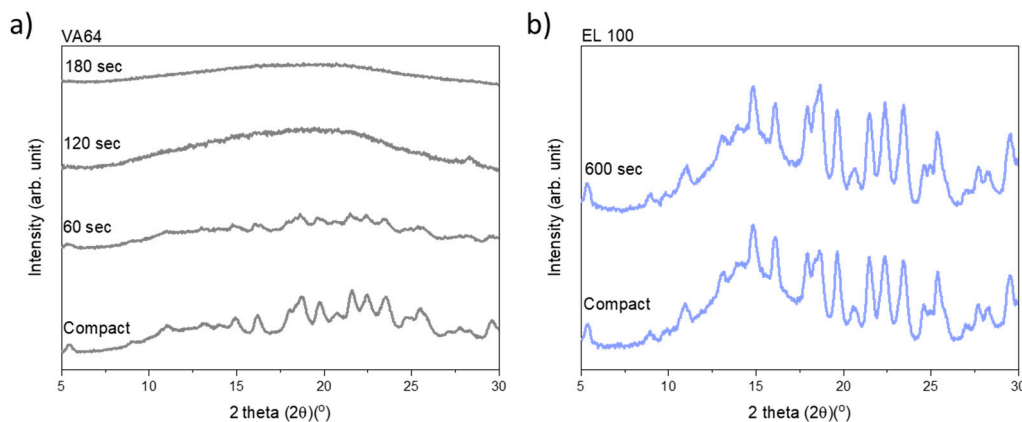 a)
VA64
180 sec
120 sec
60 sec
Compact
Intensity (arb. unit)
5 10 15 20 25 30
2 theta (2θ)(º)
b)
EL 100
600 sec
Compact
Intensity (arb. unit)
5 10 15 20 25 30
2 theta (2θ)(º)